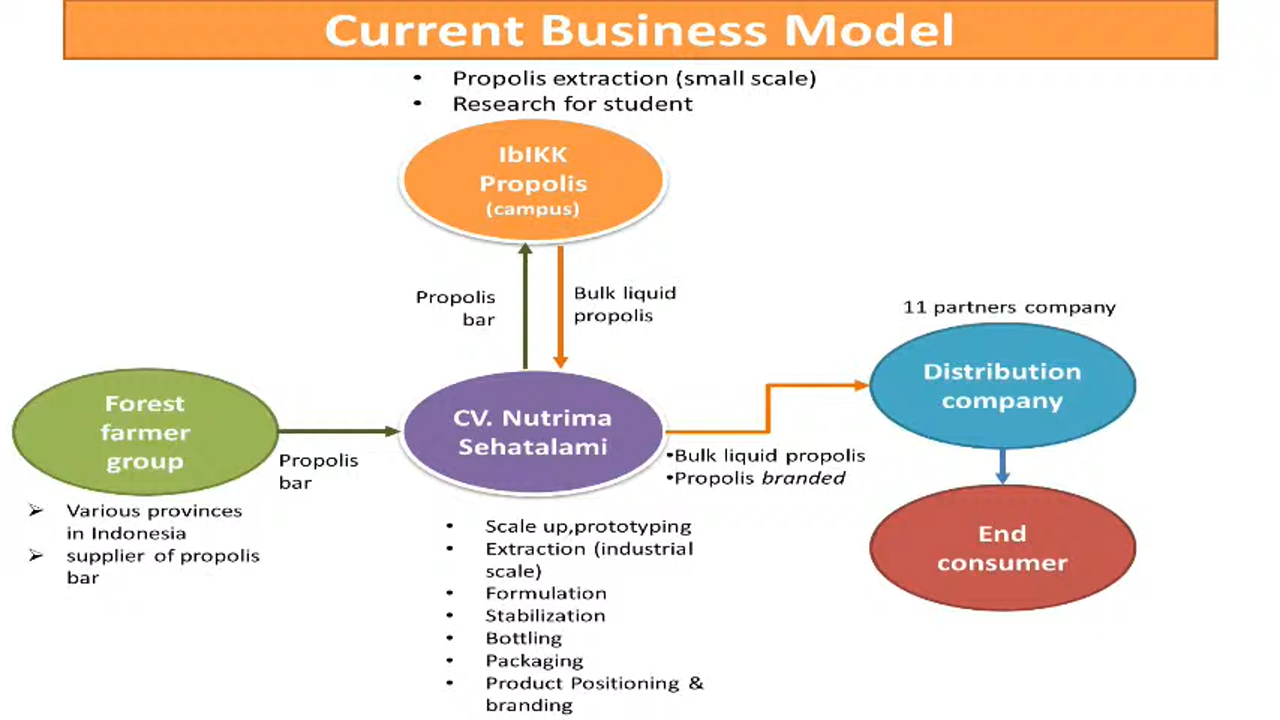 Current Business Model
• Propolis extraction (small scale)
• Research for student
IbIKK
Propolis
(campus)
Propolis
bar
Bulk liquid
propolis
11 partners company
Distribution
company
Forest
farmer
group
Propolis
bar
CV. Nutrima
Sehatalami
•Bulk liquid propolis
•Propolis branded
End
consumer
➢ Various provinces
in Indonesia
➢ supplier of propolis
bar
• Scale up,prototyping
• Extraction (industrial
scale)
• Formulation
• Stabilization
• Bottling
• Packaging
• Product Positioning &
branding